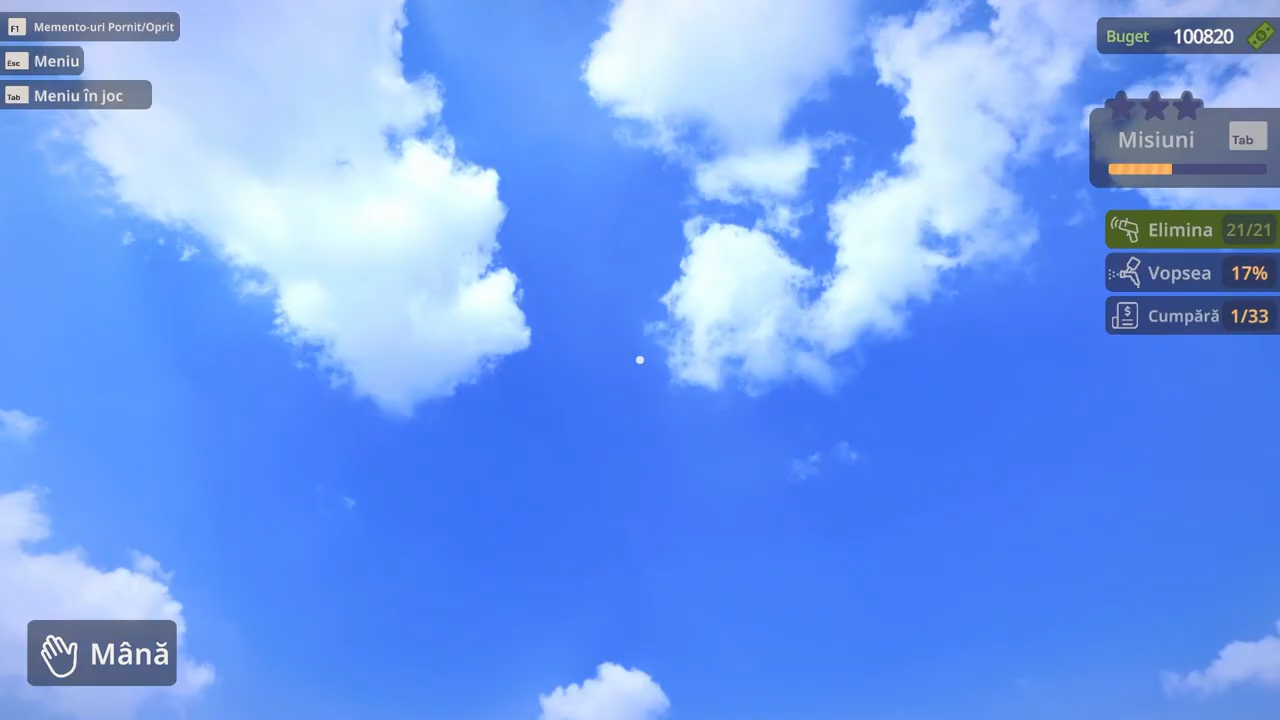 F1 Memento-uri Pornit/Oprit
Esc Meniu
Tab Meniu în joc
Buget 100820
Misiuni Tab
Elimina 21/21
Vopsea 17%
Cumpără 1/33
Mână